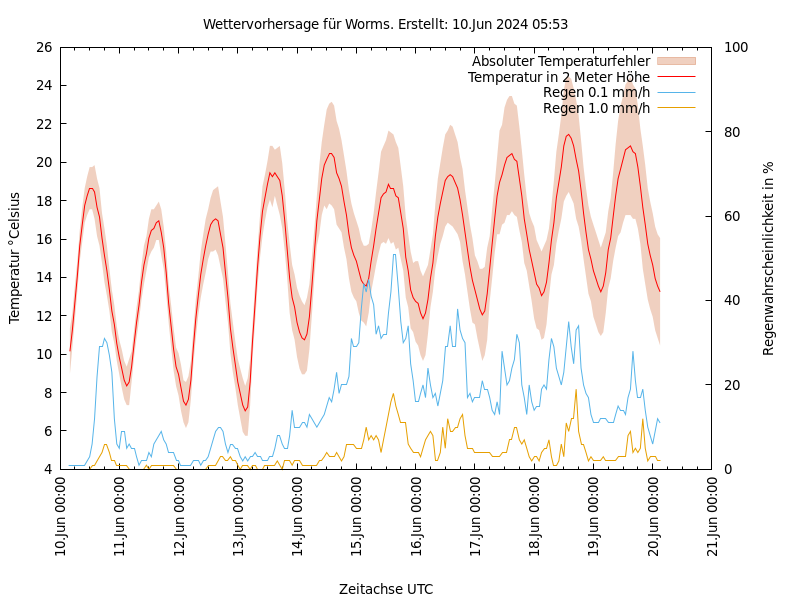 Wettervorhersage für Worms. Erstellt: 10.Jun 2024 05:53
Absoluter Temperaturfehler
Temperatur in 2 Meter Höhe
Regen 0.1 mm/h
Regen 1.0 mm/h
Temperatur °Celsius
26
24
22
20
18
16
14
12
10
8
6
4
100
80
60
40
20
0
Regenwahrscheinlichkeit in %
10.Jun 00:00
11.Jun 00:00
12.Jun 00:00
13.Jun 00:00
14.Jun 00:00
15.Jun 00:00
16.Jun 00:00
17.Jun 00:00
18.Jun 00:00
19.Jun 00:00
20.Jun 00:00
21.Jun 00:00
Zeitachse UTC